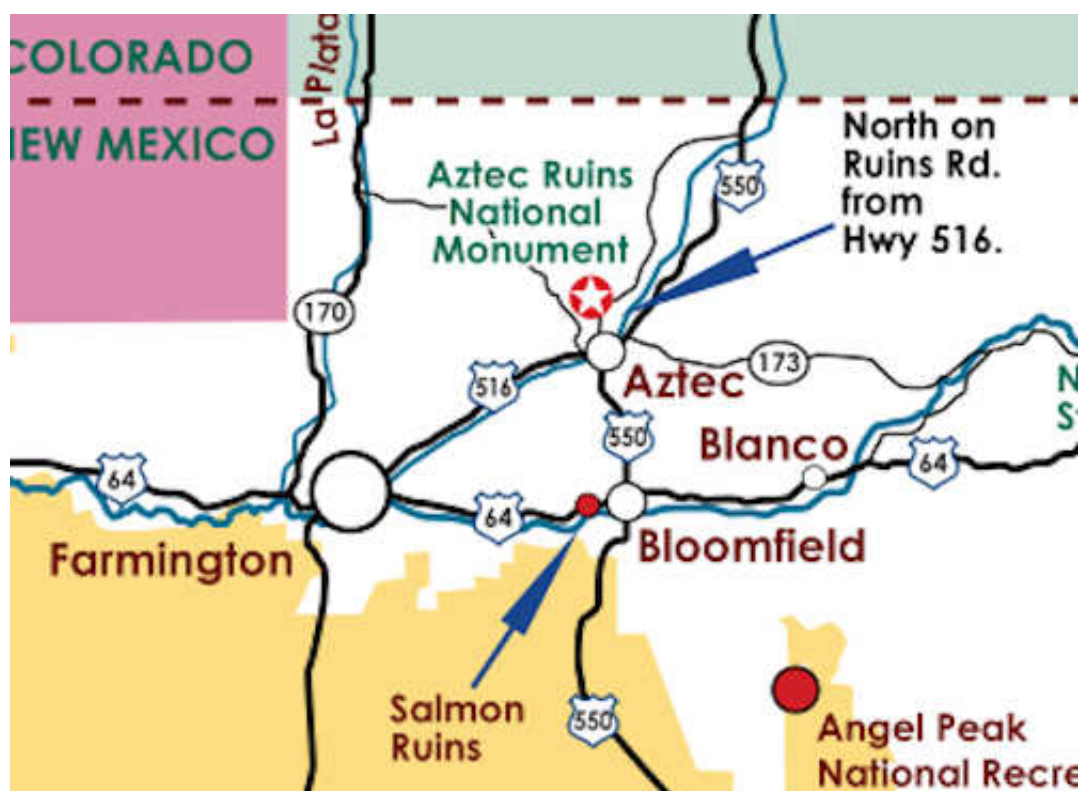 COLORADO
NEW MEXICO
La Plata
North on
Ruins Rd.
from
Hwy 516.
550
Aztec Ruins
National
Monument
170
173
Aztec
516
N
St
550
Blanco
64
64
64
Farmington
Bloomfield
Salmon
Ruins
550
Angel Peak
National Recre